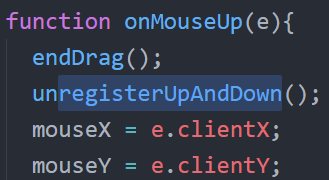 function onMouseUp(e){
endDrag();
unregisterUpAndDown();
mouseX = e.clientX;
mouseY = e.clientY;